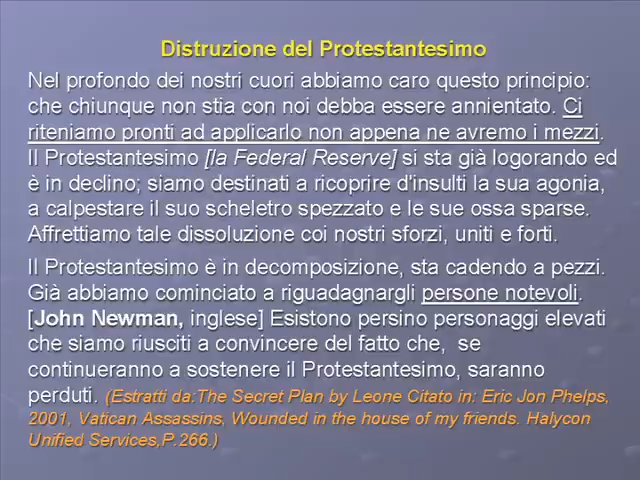 Distruzione del Protestantesimo
Nel profondo dei nostri cuori abbiamo caro questo principio:
che chiunque non stia con noi debba essere annientato. Ci
riteniamo pronti ad applicarlo non appena ne avremo i mezzi.
Il Protestantesimo [la Federal Reserve] si sta già logorando ed
è in declino; siamo destinati a ricoprire d'insulti la sua agonia,
a calpestare il suo scheletro spezzato e le sue ossa sparse.
Affrettiamo tale dissoluzione coi nostri sforzi, uniti e forti.
Il Protestantesimo è in decomposizione, sta cadendo a pezzi.
Già abbiamo cominciato a riguadagnargli persone notevoli.
[John Newman, inglese] Esistono persino personaggi elevati
che siamo riusciti a convincere del fatto che, se
continueranno a sostenere il Protestantesimo, saranno
perduti. (Estratti da:The Secret Plan by Leone Citato in: Eric Jon Phelps,
2001, Vatican Assassins, Wounded in the house of my friends. Halycon
Unified Services,P.266.)